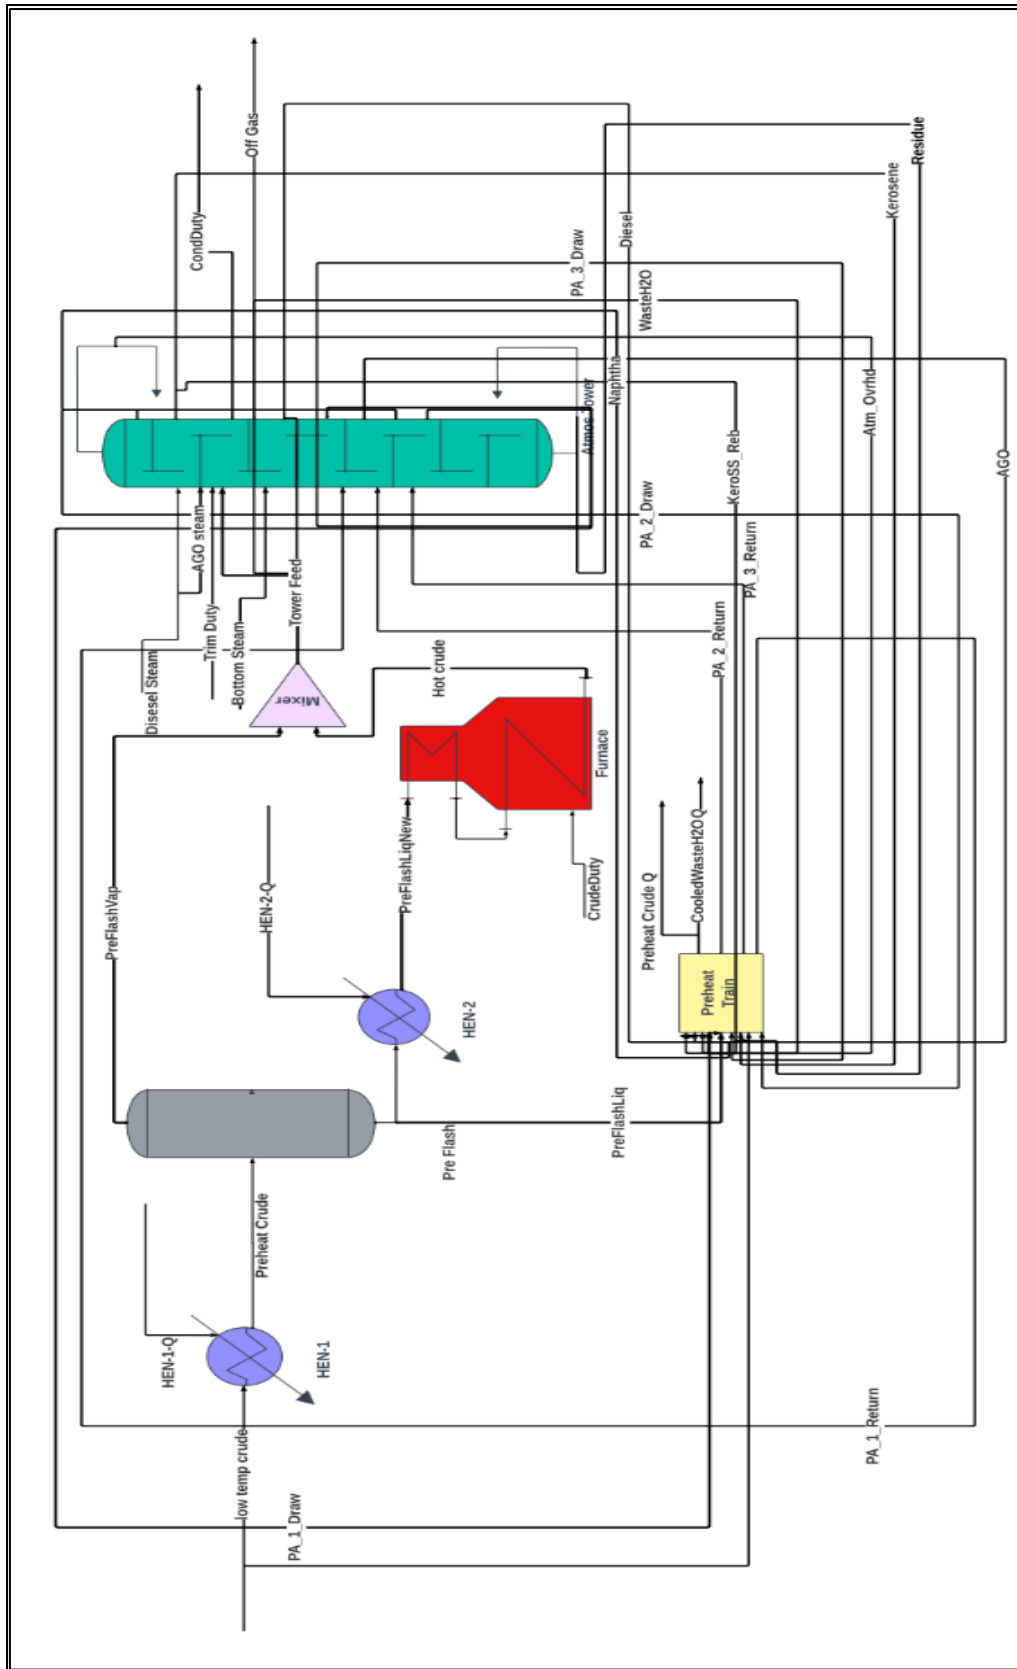 Off Gas
CondDuty
Residue
Kerosene
Diesel
PA_3_Draw
WasteH2O
Naphtha
Atm_Ovrhd
Atmos Tower
KeroSS_Reb
AGO
PA_2_Draw
PA_3_Return
AGO steam
Tower Feed
Trim Duty
Bottom Steam
Disesel Steam
PA_2_Return
Hot crude
Mixer
Furnace
PreFlashVap
HEN-2-Q
PreFlashLiqNew
CrudeDuty
Preheat Crude Q
CooledWasteH2OQ
Preheat
Train
HEN-2
Pre Flash
PreFlashLiq
Preheat Crude
HEN-1-Q
HEN-1
low temp crude
PA_1_Draw
PA_1_Return